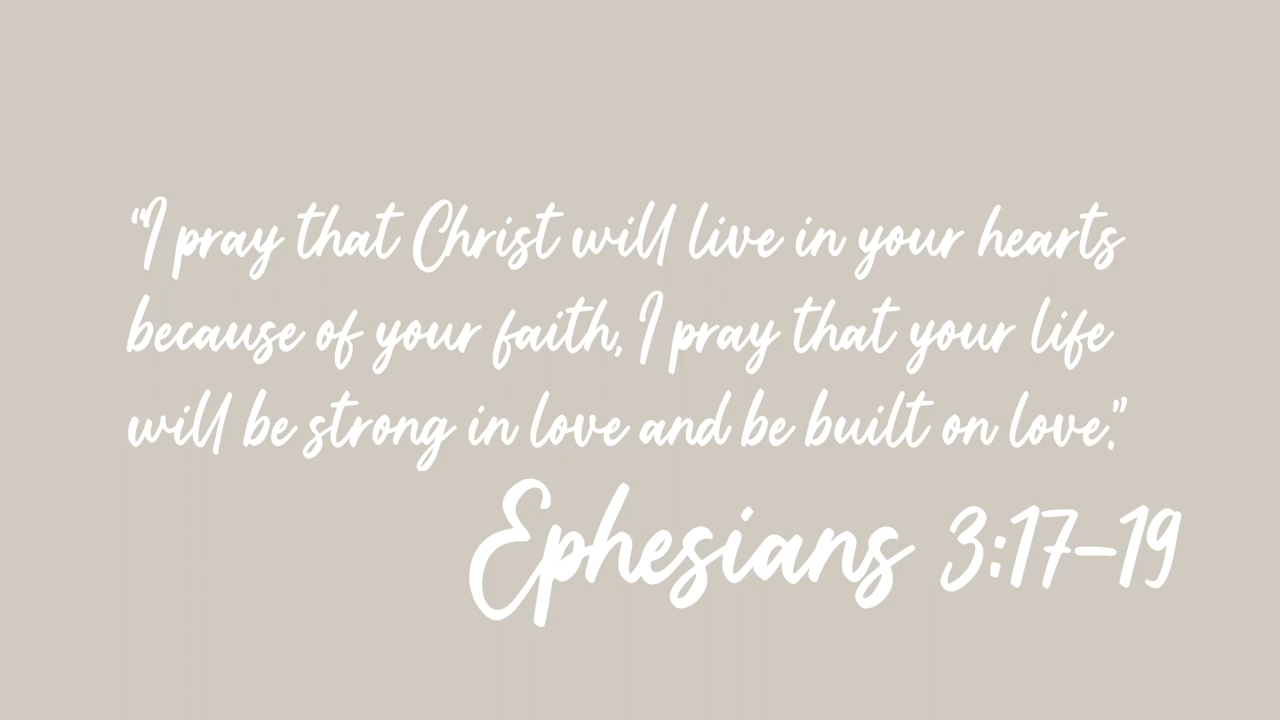 “I pray that Christ will live in your hearts
because of your faith, I pray that your life
will be strong in love and be built on love.”
Ephesians 3:17–19